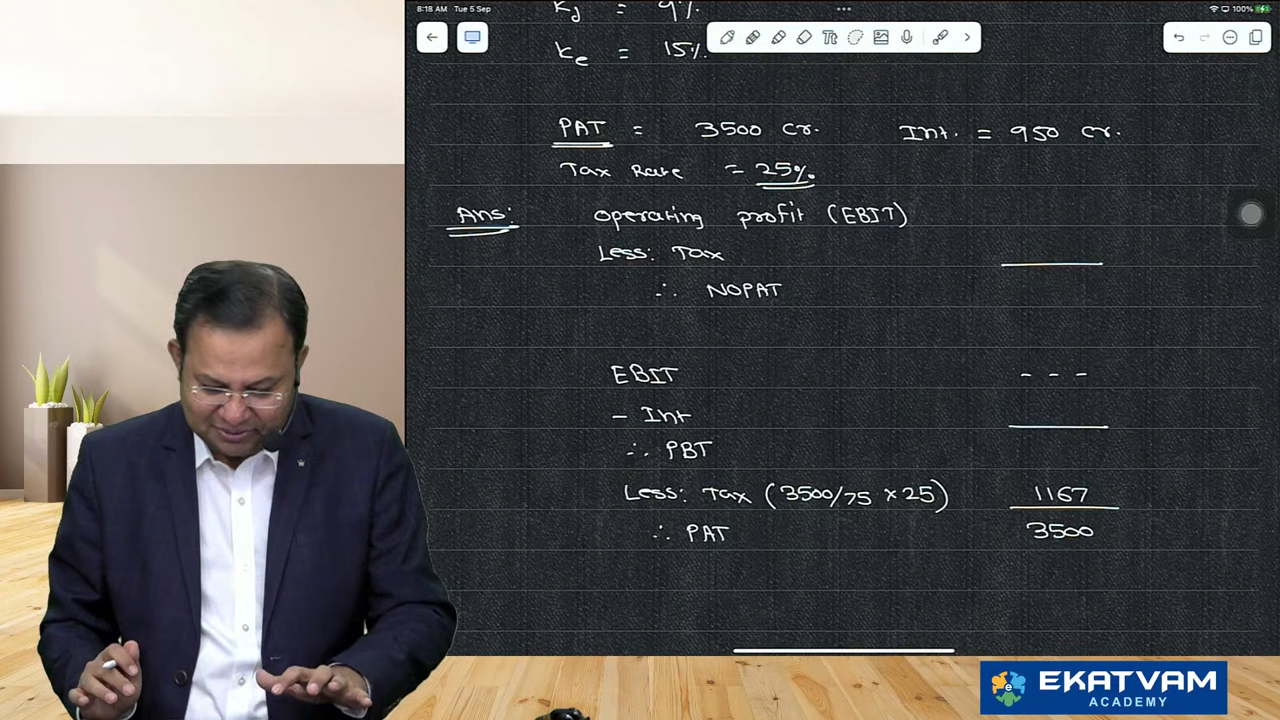 8:18 AM Tue 5 Sep
100%
Kd = 9%
Ke = 15%.
PAT = 3500 Cr. Int. = 950 Cr.
Tax Rate = 25%.
Ans: operating profit (EBIT)
Less: Tax
∴ NOPAT
EBIT - - -
- Int
∴ PBT
Less: Tax (3500/75 × 25) 1167
∴ PAT 3500
EKATVAM
ACADEMY